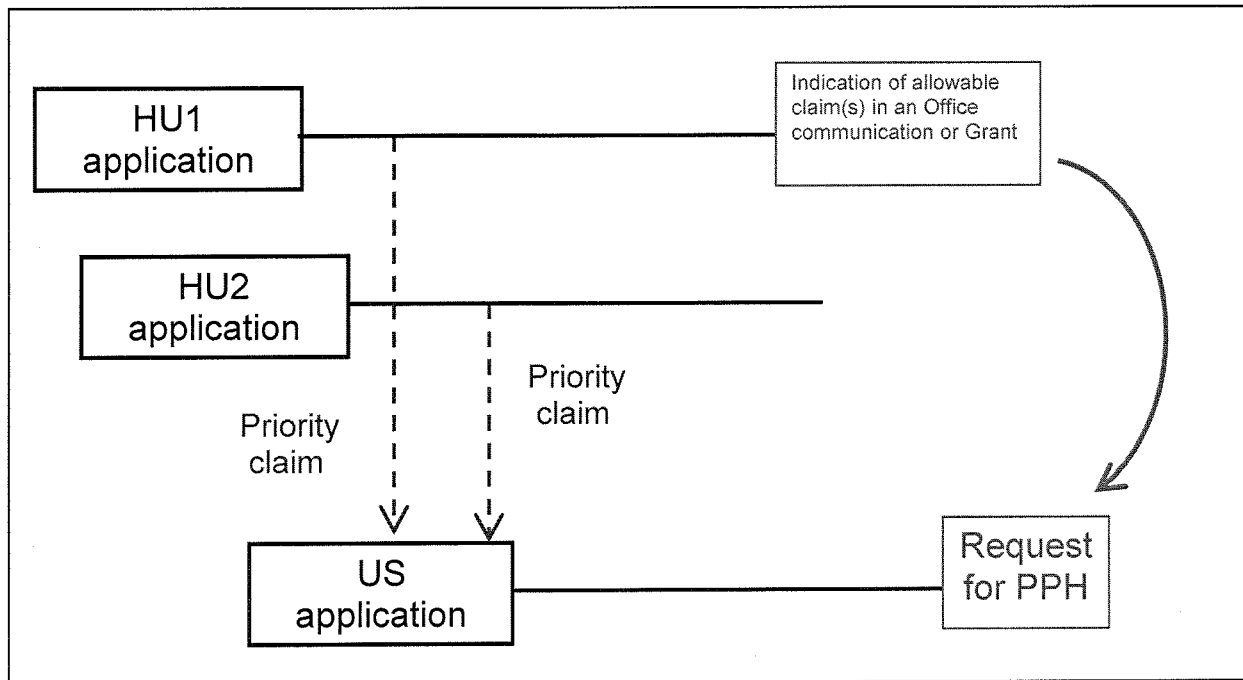 HU1
application
Indication of allowable
claim(s) in an Office
communication or Grant
HU2
application
Priority
claim
Priority
claim
US
application
Request
for PPH